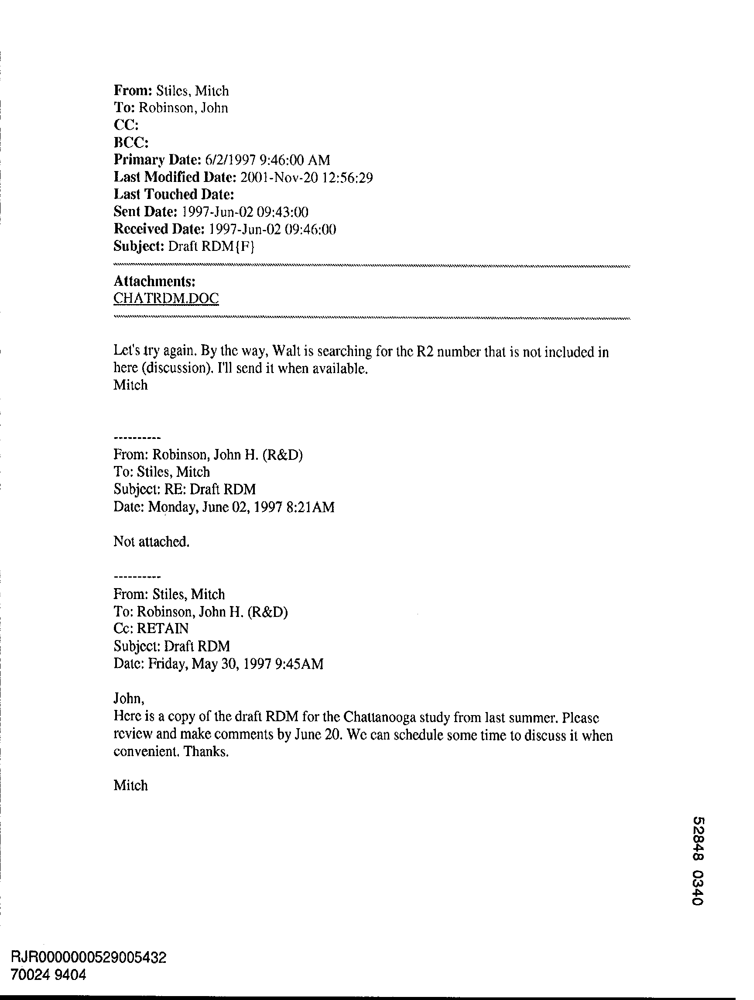 From: Stiles, Mitch
To: Robinson, John
CC:
BCC:
Primary Date: 6/2/1997 9:46:00 AM
Last Modified Date: 2001-Nov-20 12:56:29
Last Touched Date:
Sent Date: 1997-Jun-02 09:43:00
Received Date: 1997-Jun-02 09:46:00
Subject: Draft RDM{F}
Attachments:
CHATRDM.DOC
Let's try again. By the way, Walt is searching for the R2 number that is not included in
here (discussion). I'll send it when available.
Mitch
----------
From: Robinson, John H. (R&D)
To: Stiles, Mitch
Subject: RE: Draft RDM
Date: Monday, June 02, 1997 8:21AM
Not attached.
----------
From: Stiles, Mitch
To: Robinson, John H. (R&D)
Cc: RETAIN
Subject: Draft RDM
Date: Friday, May 30, 1997 9:45AM
John,
Here is a copy of the draft RDM for the Chattanooga study from last summer. Please
review and make comments by June 20. We can schedule some time to discuss it when
convenient. Thanks.
Mitch
52848 0340
RJR0000000529005432
70024 9404